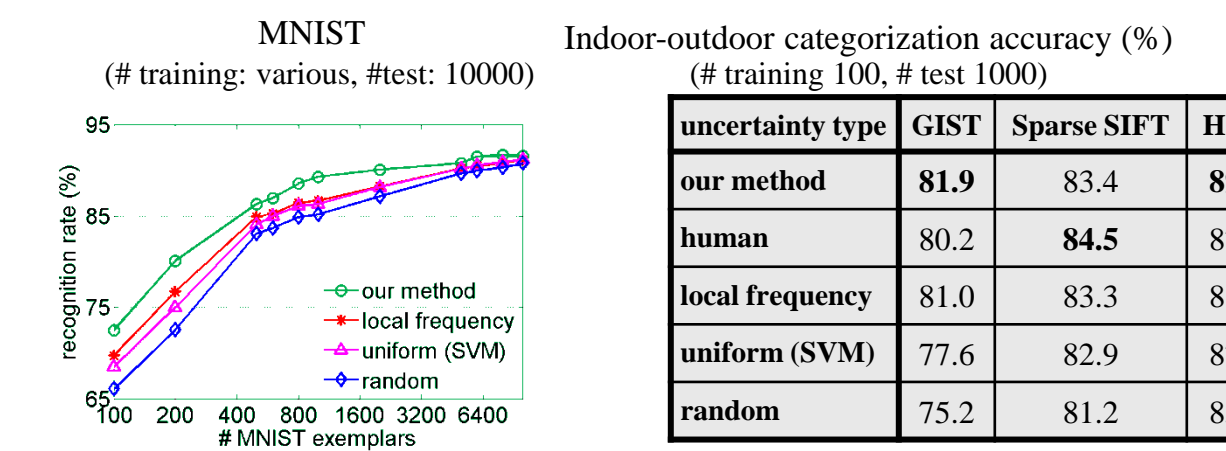 MNIST
(# training: various, #test: 10000)
95
85
75
65
recognition rate (%)
our method
local frequency
uniform (SVM)
random
100 200 400 800 1600 3200 6400
# MNIST exemplars
Indoor-outdoor categorization accuracy (%)
(# training 100, # test 1000)
uncertainty type GIST Sparse SIFT
our method 81.9 83.4
human 80.2 84.5
local frequency 81.0 83.3
uniform (SVM) 77.6 82.9
random 75.2 81.2